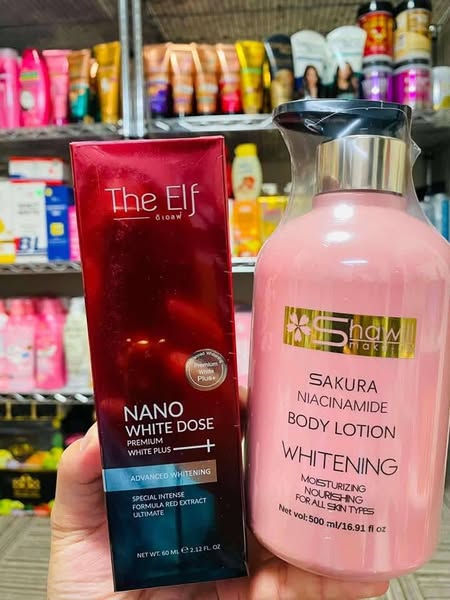 The Elf
ดิเอลฟ์
Premium
White
Plus+
NANO
WHITE DOSE
PREMIUM
WHITE PLUS
ADVANCED WHITENING
SPECIAL INTENSE
FORMULA RED EXTRACT
ULTIMATE
NET WT. 60 ML ℮ 2.12 FL. OZ
Shawill
makeup
SAKURA
NIACINAMIDE
BODY LOTION
WHITENING
MOISTURIZING
NOURISHING
FOR ALL SKIN TYPES
Net vol: 500 ml/16.91 fl oz